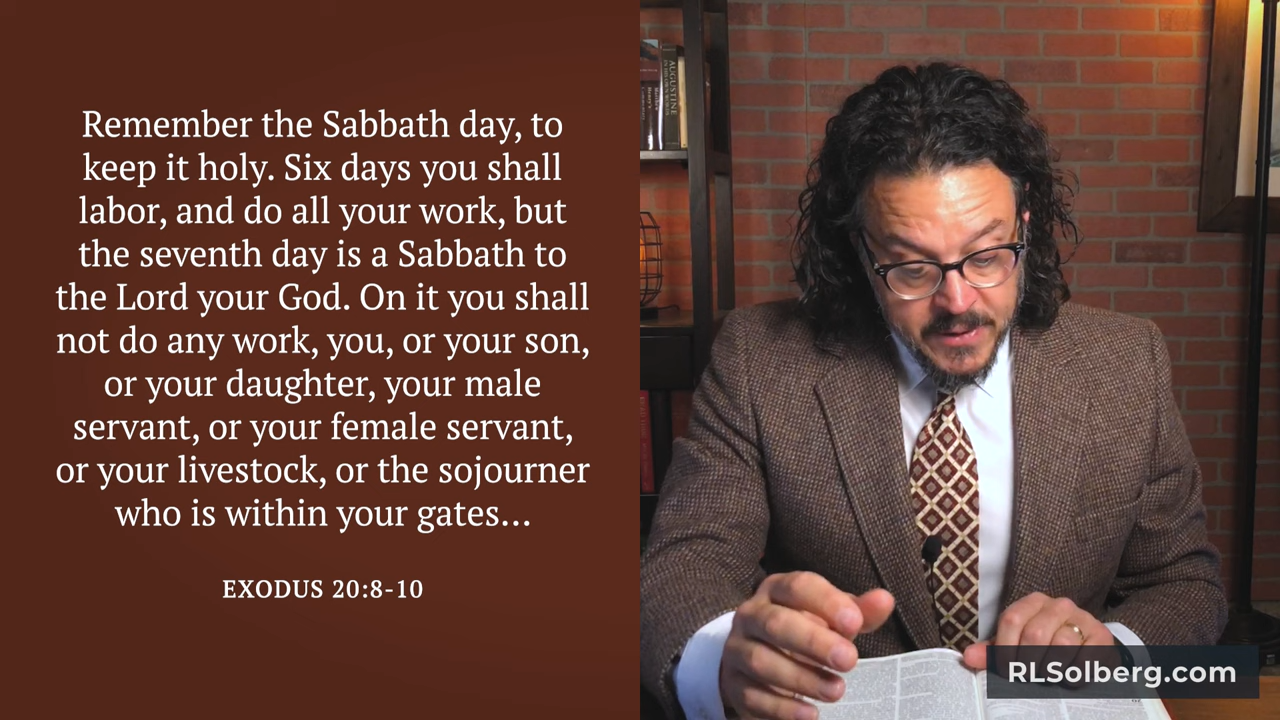 Remember the Sabbath day, to
keep it holy. Six days you shall
labor, and do all your work, but
the seventh day is a Sabbath to
the Lord your God. On it you shall
not do any work, you, or your son,
or your daughter, your male
servant, or your female servant,
or your livestock, or the sojourner
who is within your gates...
EXODUS 20:8-10
AUGUSTINE
RLSolberg.com